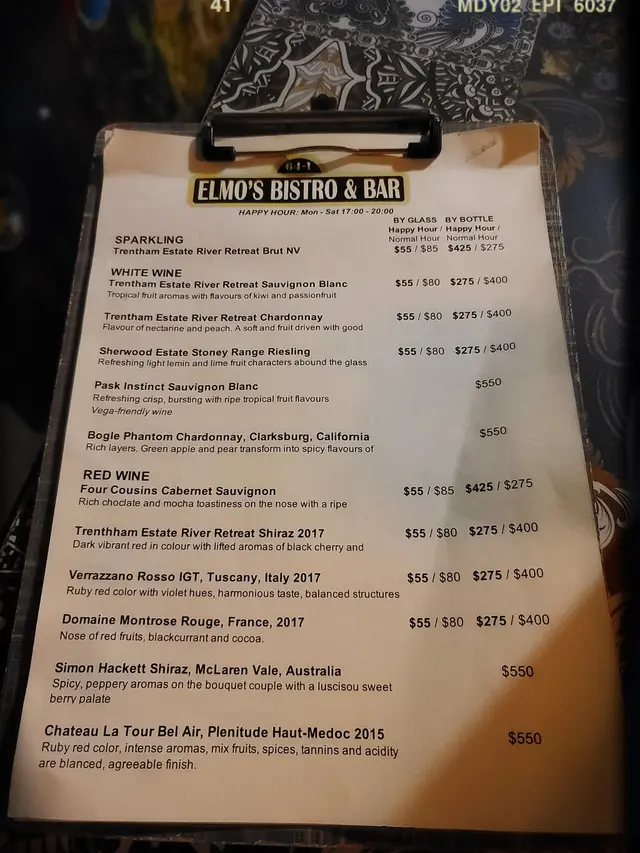 41
MDY02 EPI 6037
ELMO'S BISTRO & BAR
HAPPY HOUR: Mon - Sat 17:00 - 20:00
BY GLASS BY BOTTLE
Happy Hour / Happy Hour /
Normal Hour Normal Hour
SPARKLING
Trentham Estate River Retreat Brut NV $55 / $85 $425 / $275
WHITE WINE
Trentham Estate River Retreat Sauvignon Blanc $55 / $80 $275 / $400
Tropical fruit aromas with flavours of kiwi and passionfruit
Trentham Estate River Retreat Chardonnay $55 / $80 $275 / $400
Flavour of nectarine and peach. A soft and fruit driven with good
Sherwood Estate Stoney Range Riesling $55 / $80 $275 / $400
Refreshing light lemin and lime fruit characters abound the glass
Pask Instinct Sauvignon Blanc $550
Refreshing crisp, bursting with ripe tropical fruit flavours
Vega-friendly wine
Bogle Phantom Chardonnay, Clarksburg, California $550
Rich layers. Green apple and pear transform into spicy flavours of
RED WINE
Four Cousins Cabernet Sauvignon $55 / $85 $425 / $275
Rich choclate and mocha toastiness on the nose with a ripe
Trenthham Estate River Retreat Shiraz 2017 $55 / $80 $275 / $400
Dark vibrant red in colour with lifted aromas of black cherry and
Verrazzano Rosso IGT, Tuscany, Italy 2017 $55 / $80 $275 / $400
Ruby red color with violet hues, harmonious taste, balanced structures
Domaine Montrose Rouge, France, 2017 $55 / $80 $275 / $400
Nose of red fruits, blackcurrant and cocoa.
Simon Hackett Shiraz, McLaren Vale, Australia $550
Spicy, peppery aromas on the bouquet couple with a luscisou sweet
berry palate
Chateau La Tour Bel Air, Plenitude Haut-Medoc 2015 $550
Ruby red color, intense aromas, mix fruits, spices, tannins and acidity
are blanced, agreeable finish.